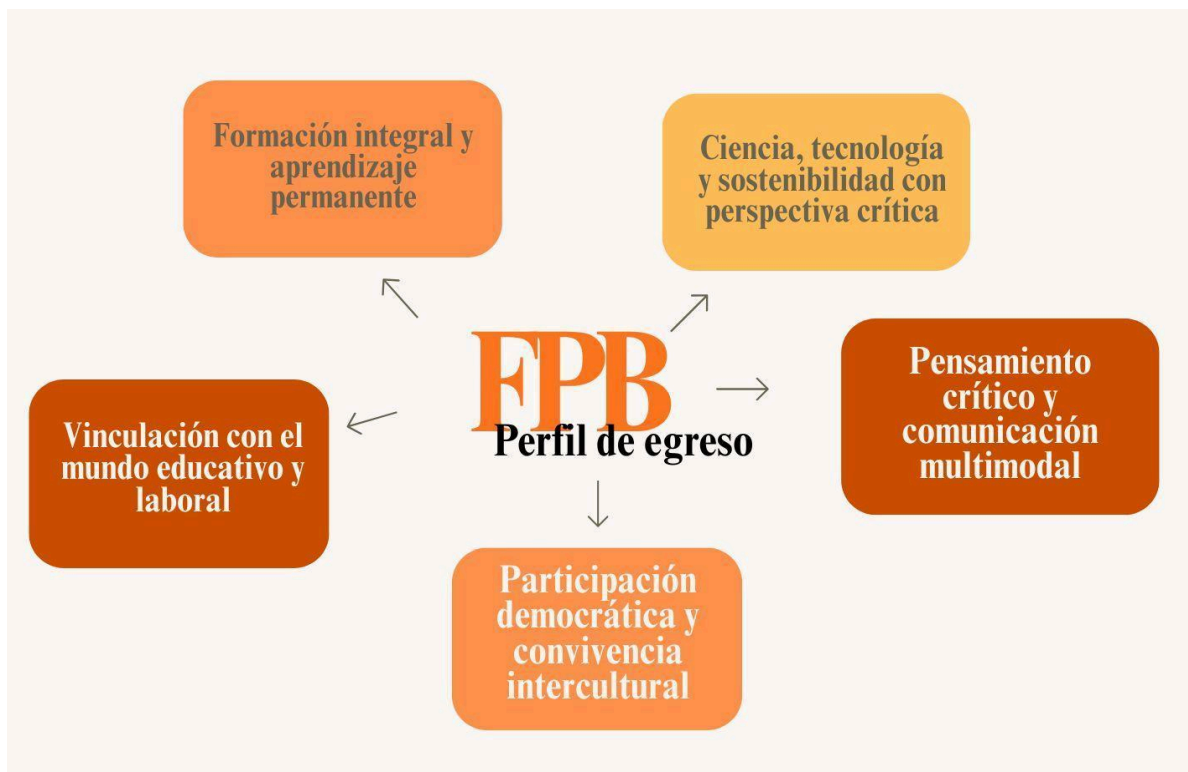 Formación integral y
aprendizaje
permanente
Ciencia, tecnología
y sostenibilidad con
perspectiva crítica
FPB
Perfil de egreso
Pensamiento
crítico y
comunicación
multimodal
Vinculación con el
mundo educativo y
laboral
Participación
democrática y
convivencia
intercultural